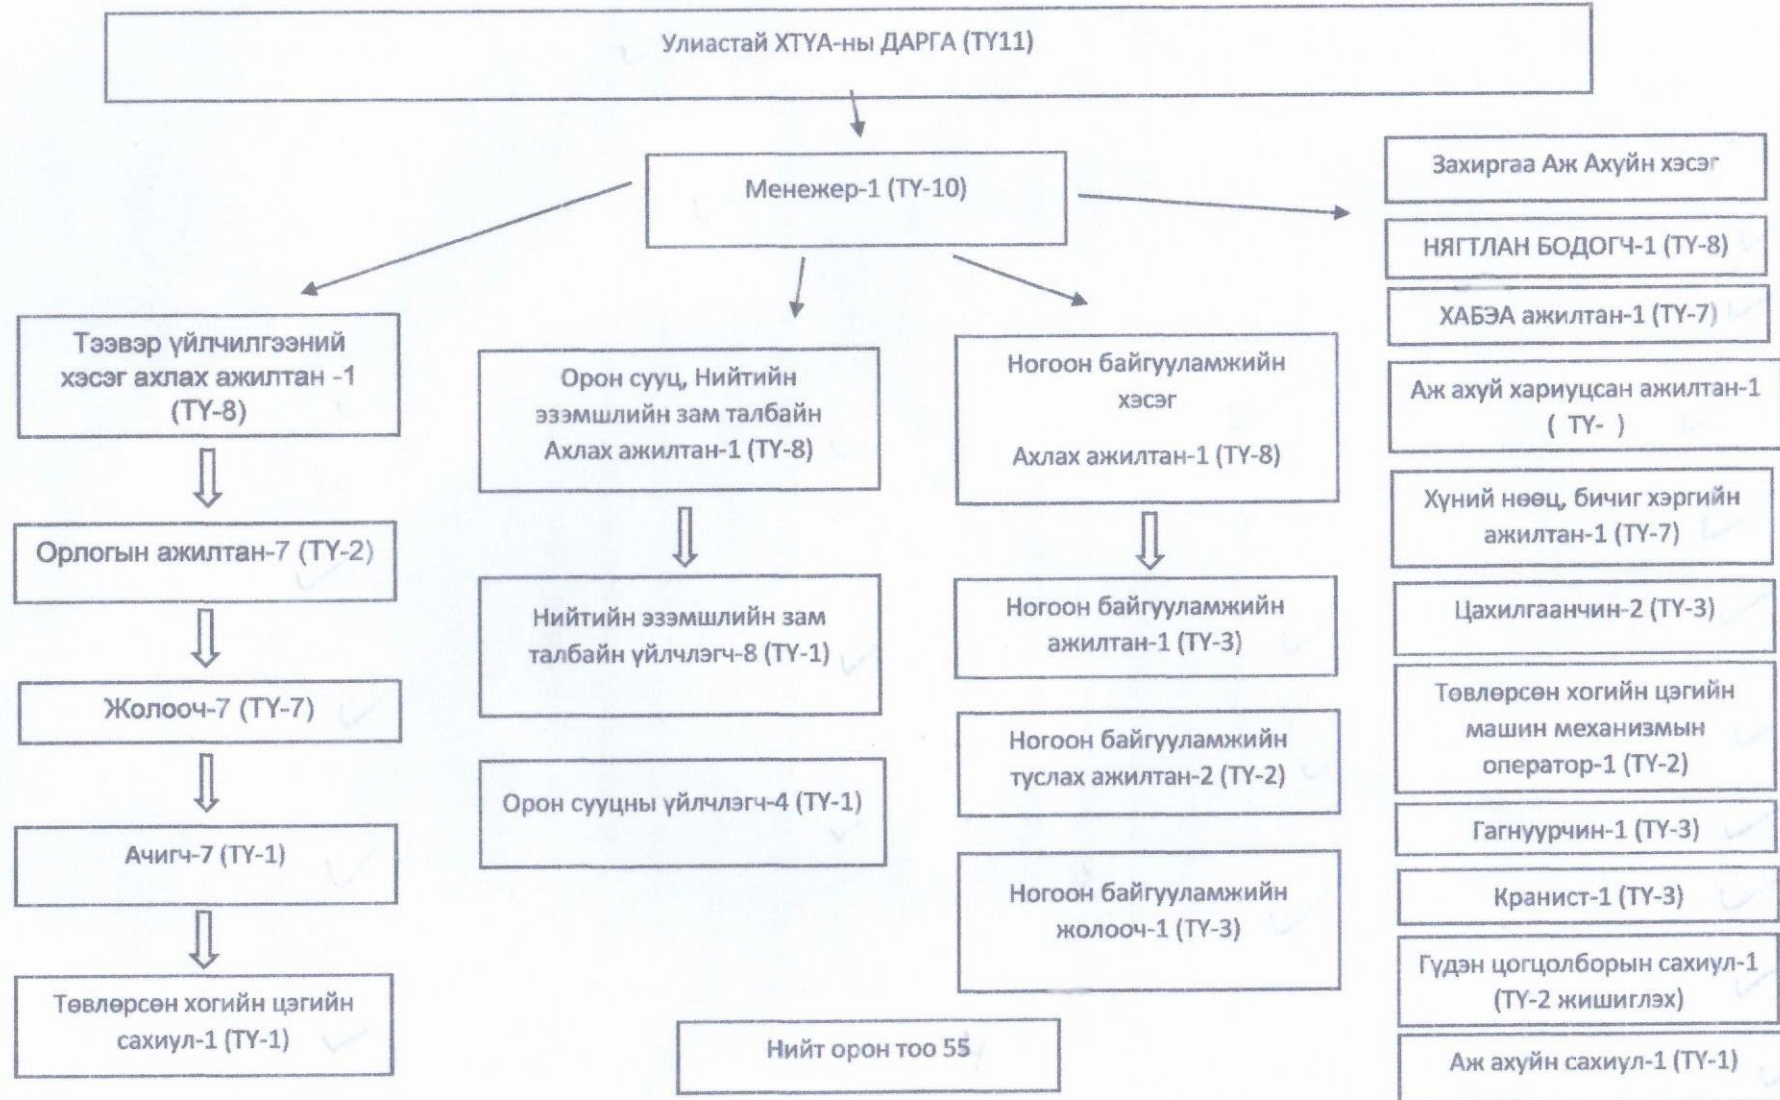 Улиастай ХТҮА-ны ДАРГА (ТҮ11)
Менежер-1 (ТҮ-10)
Тээвэр үйлчилгээний
хэсэг ахлах ажилтан -1
(ТҮ-8)
Орлогын ажилтан-7 (ТҮ-2)
Жолооч-7 (ТҮ-7)
Ачигч-7 (ТҮ-1)
Төвлөрсөн хогийн цэгийн
сахиул-1 (ТҮ-1)
Орон сууц, Нийтийн
эзэмшлийн зам талбайн
Ахлах ажилтан-1 (ТҮ-8)
Нийтийн эзэмшлийн зам
талбайн үйлчлэгч-8 (ТҮ-1)
Орон сууцны үйлчлэгч-4 (ТҮ-1)
Ногоон байгууламжийн
хэсэг
Ахлах ажилтан-1 (ТҮ-8)
Ногоон байгууламжийн
ажилтан-1 (ТҮ-3)
Ногоон байгууламжийн
туслах ажилтан-2 (ТҮ-2)
Ногоон байгууламжийн
жолооч-1 (ТҮ-3)
Захиргаа Аж Ахуйн хэсэг
НЯГТЛАН БОДОГЧ-1 (ТҮ-8)
ХАБЭА ажилтан-1 (ТҮ-7)
Аж ахуй хариуцсан ажилтан-1
( ТҮ- )
Хүний нөөц, бичиг хэргийн
ажилтан-1 (ТҮ-7)
Цахилгаанчин-2 (ТҮ-3)
Төвлөрсөн хогийн цэгийн
машин механизмын
оператор-1 (ТҮ-2)
Гагнуурчин-1 (ТҮ-3)
Кранист-1 (ТҮ-3)
Гүдэн цогцолборын сахиул-1
(ТҮ-2 жишиглэх)
Аж ахуйн сахиул-1 (ТҮ-1)
Нийт орон тоо 55